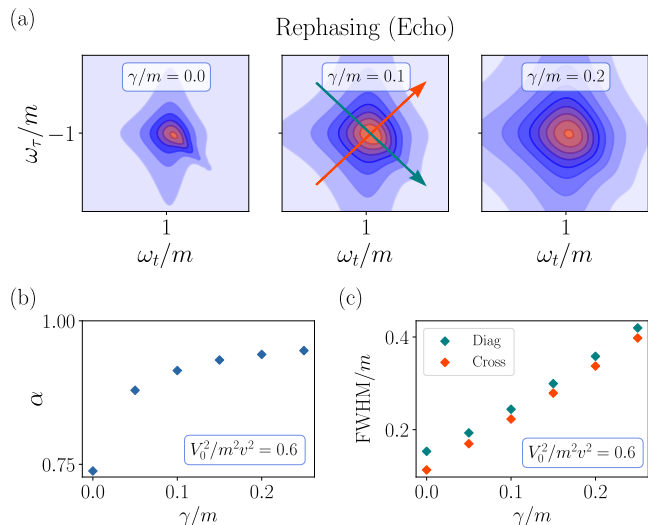 (a)
Rephasing (Echo)
γ/m = 0.0
γ/m = 0.1
γ/m = 0.2
ω_τ/m
−1
1
1
1
ω_t/m
ω_t/m
ω_t/m
(b)
(c)
1.00
0.75
α
V_0^2/m^2v^2 = 0.6
0.0
0.1
0.2
γ/m
0.4
0.2
FWHM/m
Diag
Cross
V_0^2/m^2v^2 = 0.6
0.0
0.1
0.2
γ/m